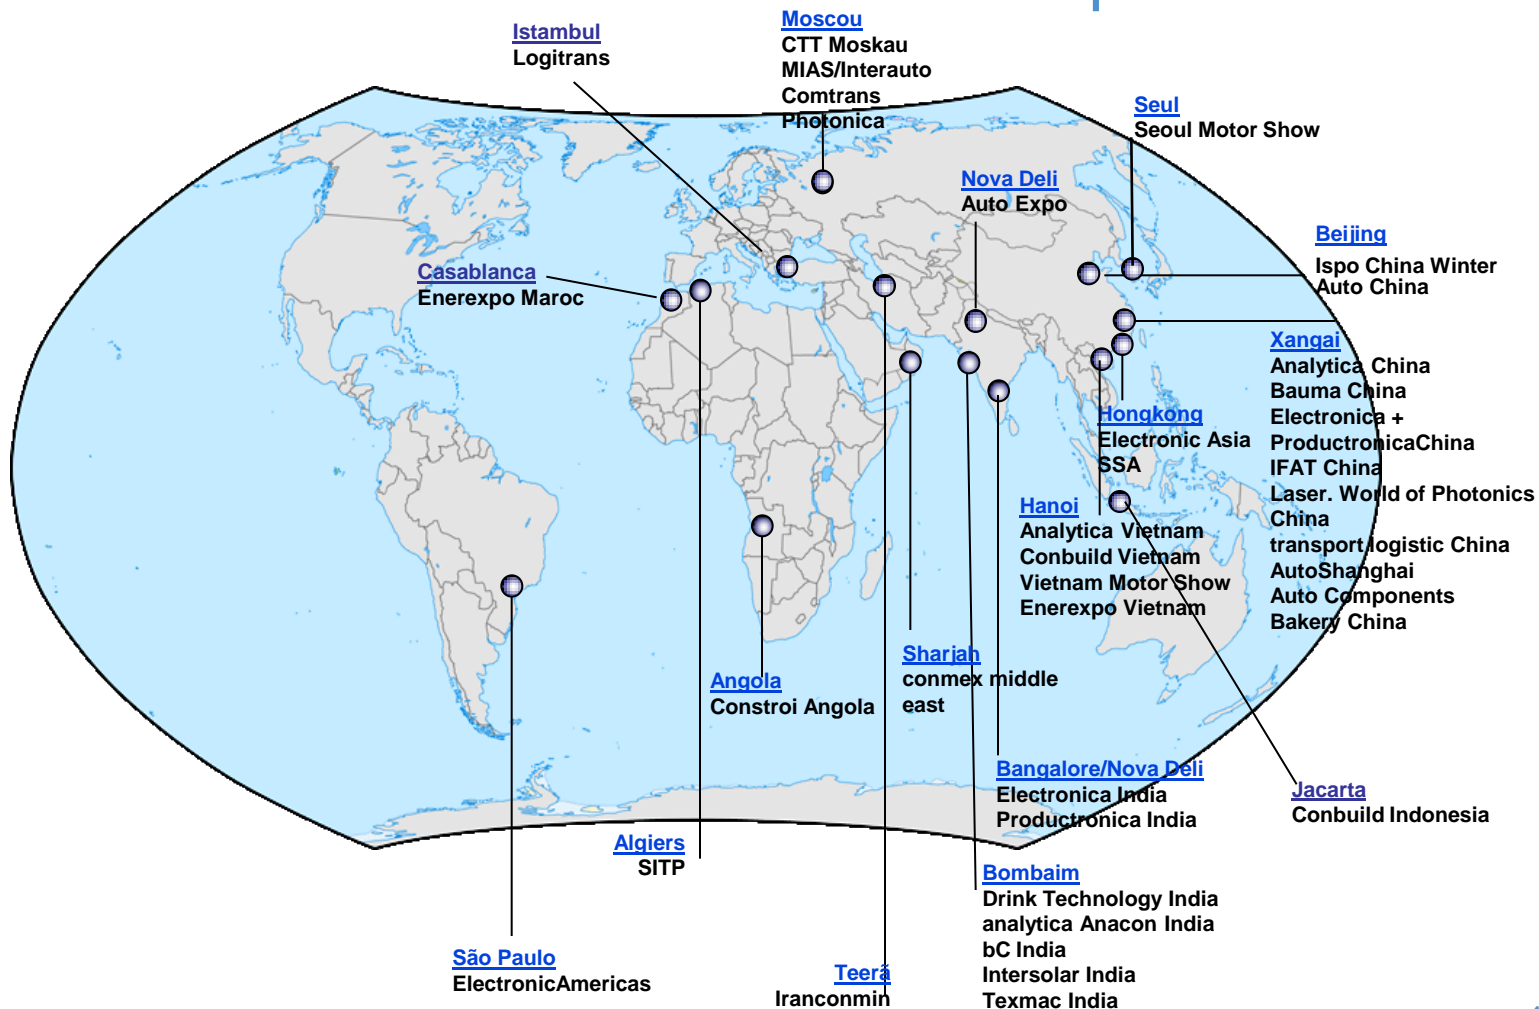 Moscou
CTT Moskau
MIAS/Interauto
Comtrans
Photonica
Istambul
Logitrans
Seul
Seoul Motor Show
Nova Deli
Auto Expo
Beijing
Ispo China Winter
Auto China
Casablanca
Enerexpo Maroc
Xangai
Analytica China
Bauma China
Electronica +
ProductronicaChina
IFAT China
Laser. World of Photonics
China
transport logistic China
AutoShanghai
Auto Components
Bakery China
Hongkong
Electronic Asia
SSA
Hanoi
Analytica Vietnam
Conbuild Vietnam
Vietnam Motor Show
Enerexpo Vietnam
Sharjah
conmex middle
east
Angola
Constroi Angola
Bangalore/Nova Deli
Electronica India
Productronica India
Jacarta
Conbuild Indonesia
Algiers
SITP
Bombaim
Drink Technology India
analytica Anacon India
bC India
Intersolar India
Texmac India
São Paulo
ElectronicAmericas
Teerã
Iranconmin